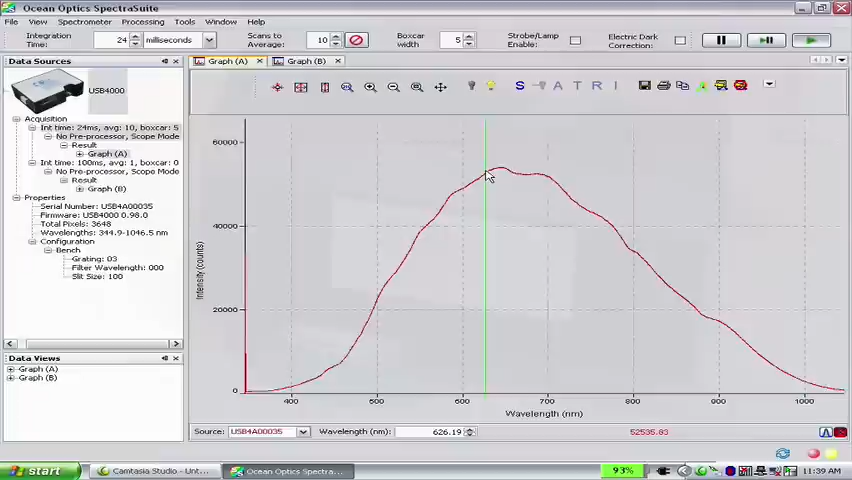 Ocean Optics SpectraSuite
File View Spectrometer Processing Tools Window Help
Integration Time: 24 milliseconds Scans to Average: 10 Boxcar width 5 Strobe/Lamp Enable: Electric Dark Correction:
Data Sources
Graph (A) Graph (B)
USB4000
S A T R I
Acquisition
Int time: 24ms, avg: 10, boxcar: 5
No Pre-processor, Scope Mode
Result
Graph (A)
Int time: 100ms, avg: 1, boxcar: 0
No Pre-processor, Scope Mode
Result
Graph (B)
Properties
Serial Number: USB4A00035
Firmware: USB4000 0.98.0
Total Pixels: 3648
Wavelengths: 344.9-1046.5 nm
Configuration
Bench
Grating: 03
Filter Wavelength: 000
Slit Size: 100
60000
40000
20000
0
Intensity (counts)
400 500 600 700 800 900 1000
Wavelength (nm)
Data Views
Graph (A)
Graph (B)
Source: USB4A00035 Wavelength (nm): 626.19 52535.83
start Camtasia Studio - Unt... Ocean Optics Spectra... 93% 11:39 AM